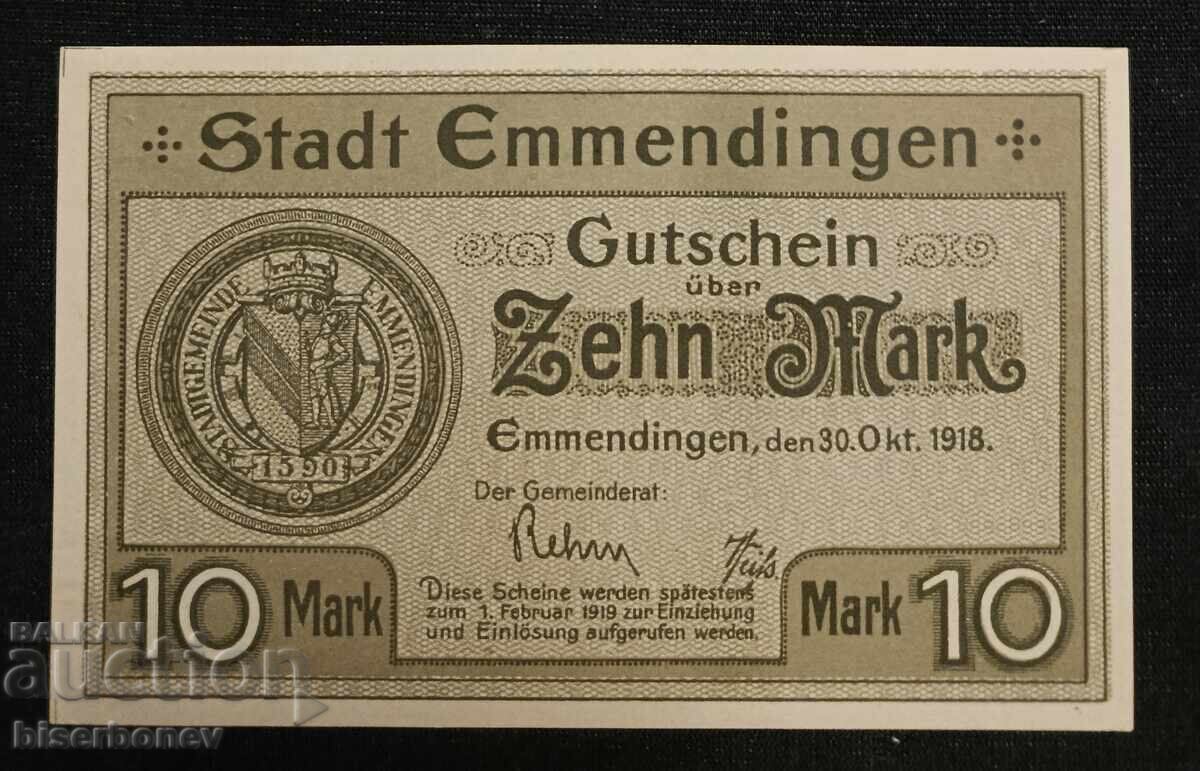 Stadt Emmendingen
STADTGEMEINDE EMMENDINGEN
1590
Gutschein
über
Zehn Mark
Emmendingen, den 30. Okt. 1918.
Der Gemeinderat:
Rehm
Diese Scheine werden spätestens
zum 1. Februar 1919 zur Einziehung
und Einlösung aufgerufen werden.
10 Mark
Mark 10
BALKAN
auction
biserbonev